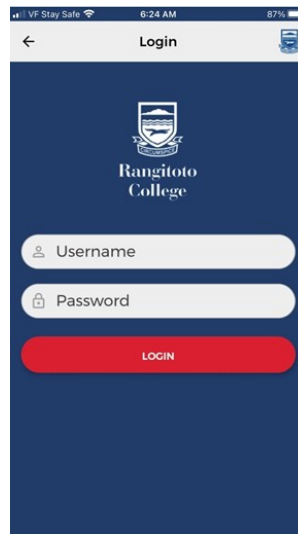 VF Stay Safe 6:24 AM 87%
Login
Rangitoto
College
Username
Password
LOGIN